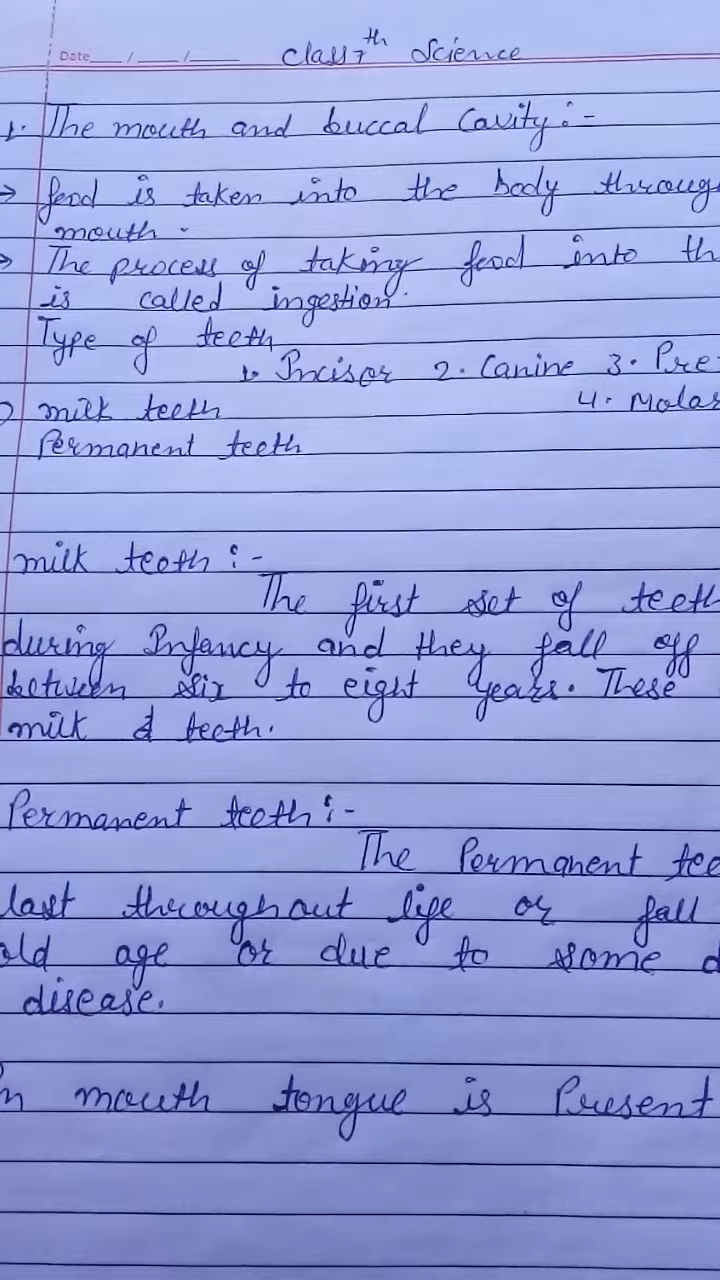 Date___/___/___ Class 7th Science
1. The mouth and buccal Cavity:-
→ food is taken into the body throug
mouth.
→ The process of taking food into th
is called ingestion.
Type of teeth
1. Incisor 2. Canine 3. Pre-
4. Molar
milk teeth
Permanent teeth
milk teeth:-
The first set of teeth
during Infancy and they fall off
between six to eight years. These
milk teeth.
Permanent teeth:-
The Permanent tee
last throughout life or fall
old age or due to some d
disease.
n mouth tongue is Present